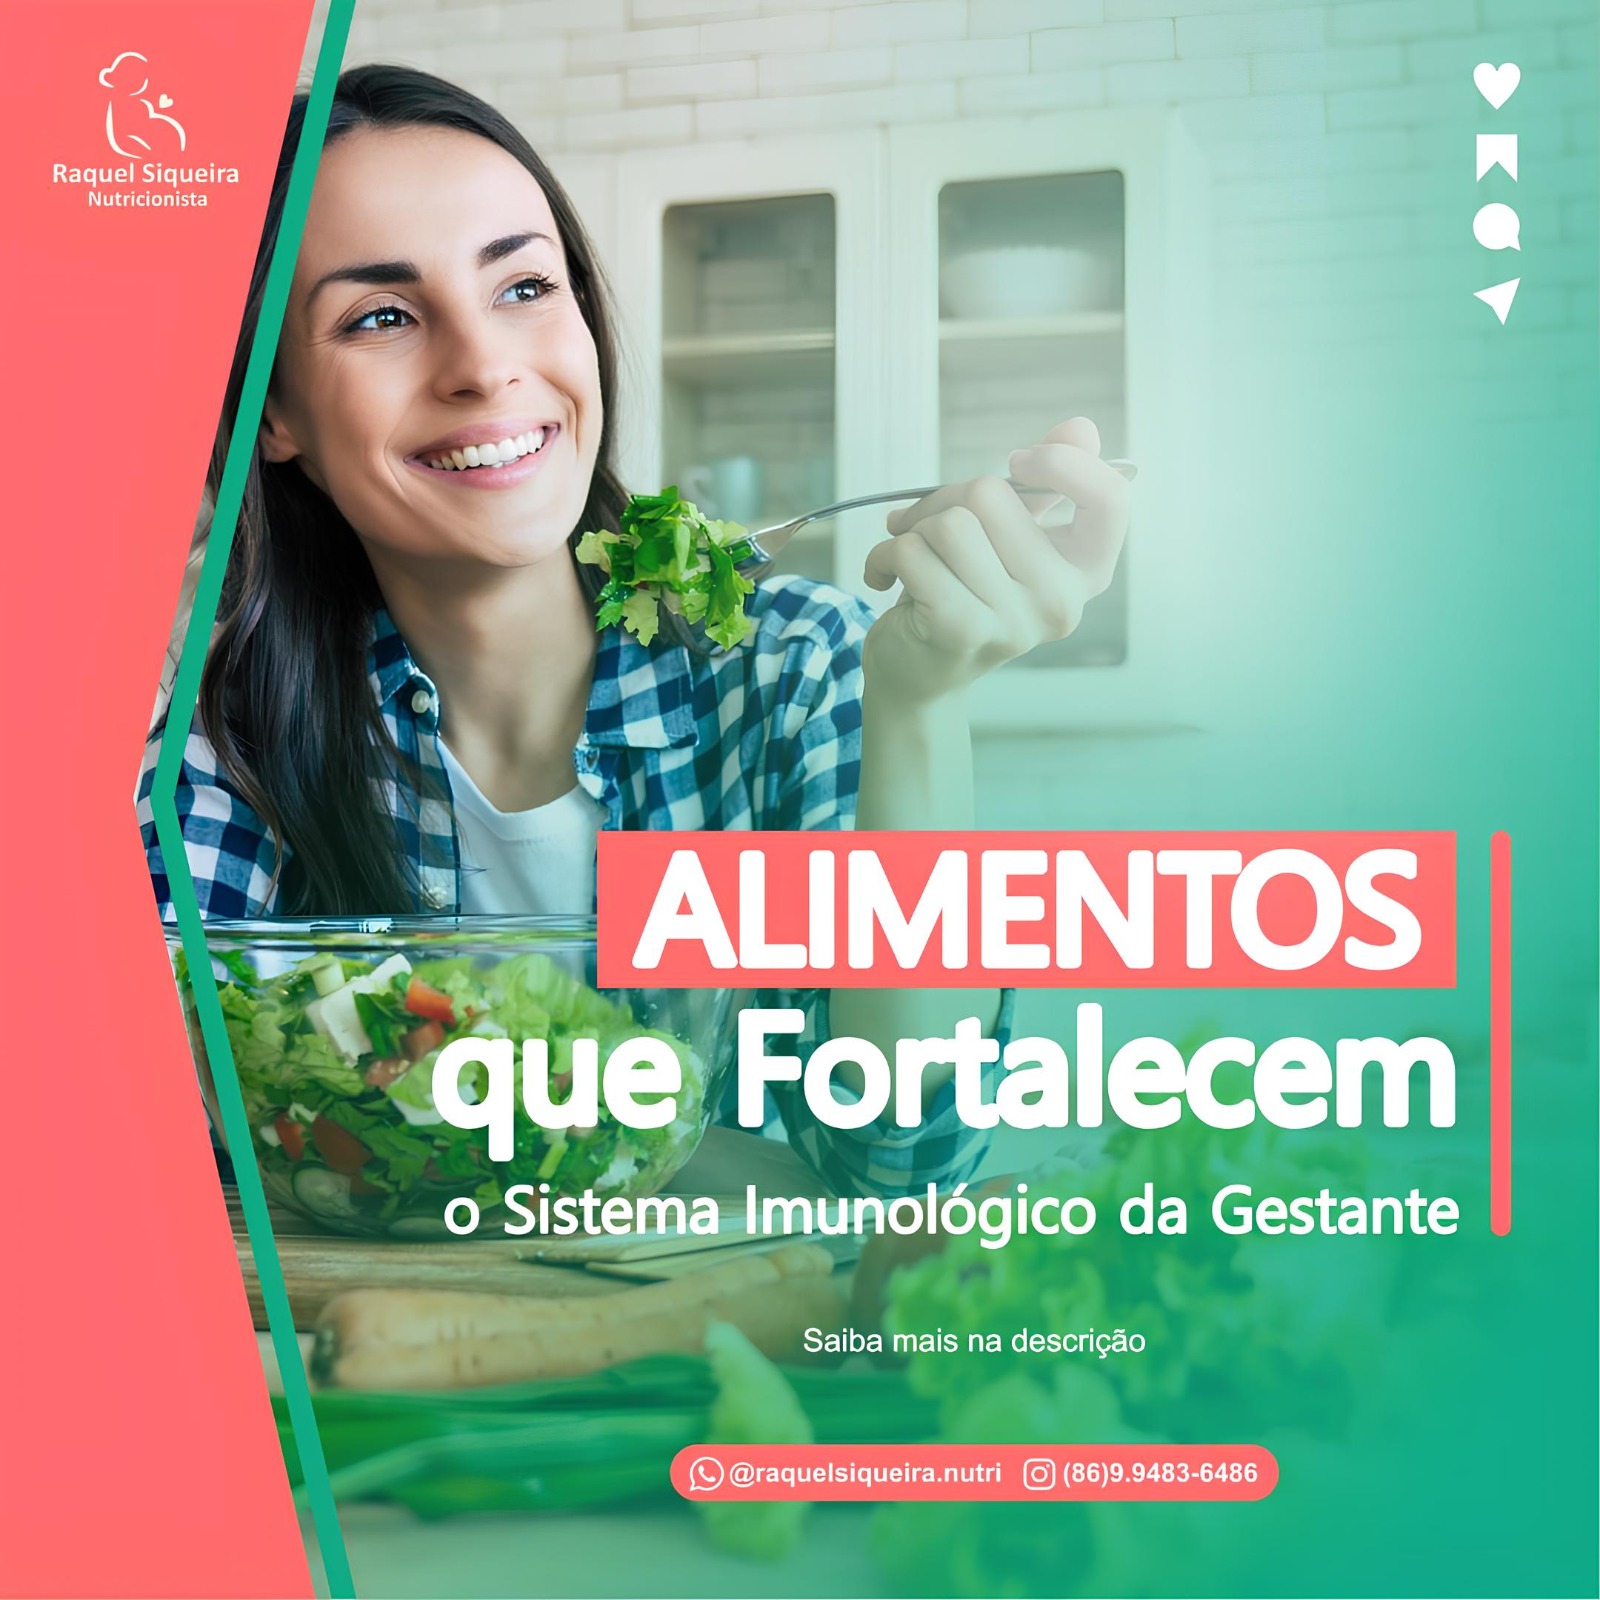 Raquel Siqueira
Nutricionista
ALIMENTOS
que Fortalecem
o Sistema Imunológico da Gestante
Saiba mais na descrição
@raquelsiqueira.nutri (86)9.9483-6486